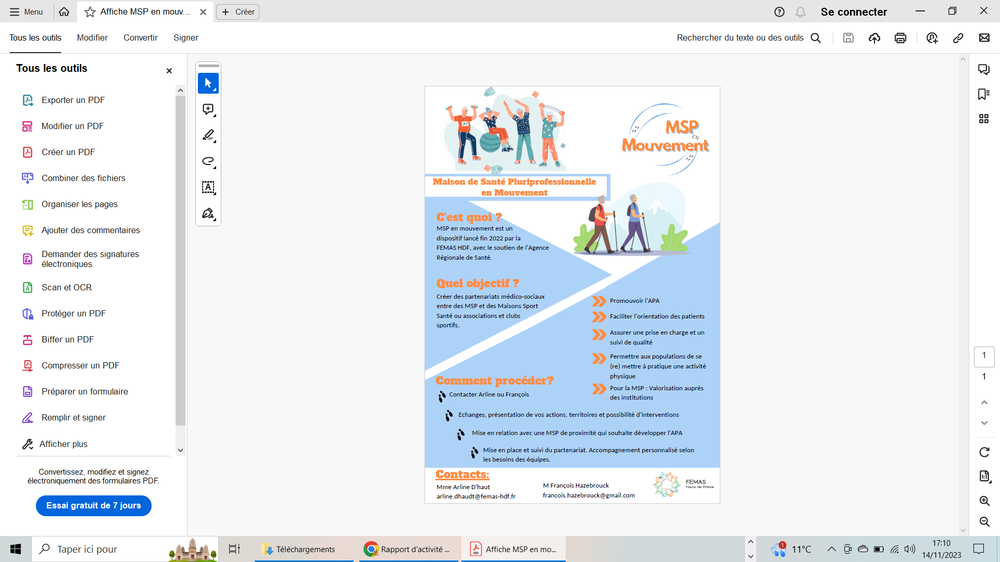 Menu
Affiche MSP en mouv...
Créer
Se connecter
Tous les outils
Modifier
Convertir
Signer
Rechercher du texte ou des outils
Tous les outils
Exporter un PDF
Modifier un PDF
Créer un PDF
Combiner des fichiers
Organiser les pages
Ajouter des commentaires
Demander des signatures
électroniques
Scan et OCR
Protéger un PDF
Biffer un PDF
Compresser un PDF
Préparer un formulaire
Remplir et signer
Afficher plus
Convertissez, modifiez et signez
électroniquement des formulaires PDF.
Essai gratuit de 7 jours
MSP
EN
Mouvement
Maison de Santé Pluriprofessionnelle
en Mouvement
C'est quoi ?
MSP en mouvement est un
dispositif lancé fin 2022 par la
FEMAS HDF, avec le soutien de l'Agence
Régionale de Santé.
Quel objectif ?
Créer des partenariats médico-sociaux
entre des MSP et des Maisons Sport
Santé ou associations et clubs
sportifs.
Promouvoir l'APA
Faciliter l'orientation des patients
Assurer une prise en charge et un
suivi de qualité
Permettre aux populations de se
(re) mettre à pratique une activité
physique
Pour la MSP : Valorisation auprès
des institutions
Comment procéder?
Contacter Arline ou François
Echanges, présentation de vos actions, territoires et possibilité d'interventions
Mise en relation avec une MSP de proximité qui souhaite développer l'APA
Mise en place et suivi du partenariat. Accompagnement personnalisé selon
les besoins des équipes.
Contacts:
Mme Arline D'haut
arline.dhaudt@femas-hdf.fr
M François Hazebrouck
francois.hazebrouck@gmail.com
FEMAS
Hauts-de-France
1
1
1:1
Taper ici pour
Téléchargements
Rapport d'activité ...
Affiche MSP en mo...
1
11°C
17:10
14/11/2023